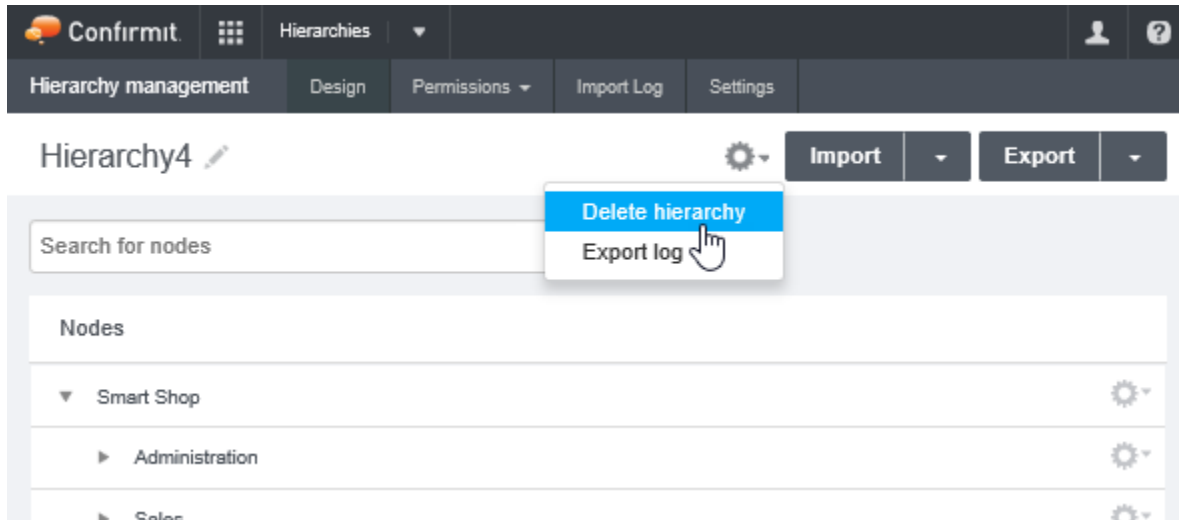 Confirmit. Hierarchies
Hierarchy management Design Permissions Import Log Settings
Hierarchy4 Import Export
Delete hierarchy
Search for nodes
Export log
Nodes
Smart Shop
Administration
Sales